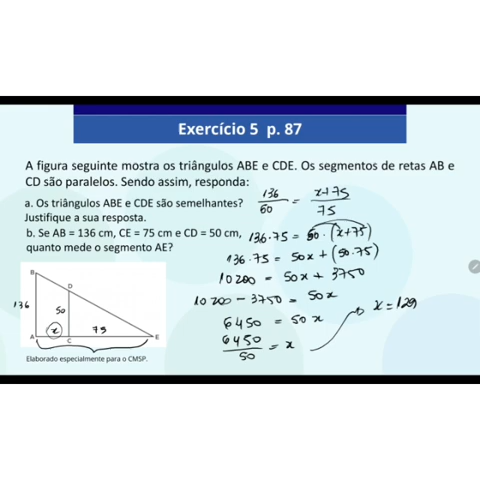 Exercício 5 p. 87
A figura seguinte mostra os triângulos ABE e CDE. Os segmentos de retas AB e
CD são paralelos. Sendo assim, responda:
a. Os triângulos ABE e CDE são semelhantes?
Justifique a sua resposta.
b. Se AB = 136 cm, CE = 75 cm e CD = 50 cm,
quanto mede o segmento AE?
136/50 = x+75/75
136.75 = 50.(x+75)
136.75 = 50x + (50.75)
10200 = 50x + 3750
10200 - 3750 = 50x
6450 = 50x
6450/50 = x
x = 129
B
D
136
50
x
75
A
C
E
Elaborado especialmente para o CMSP.